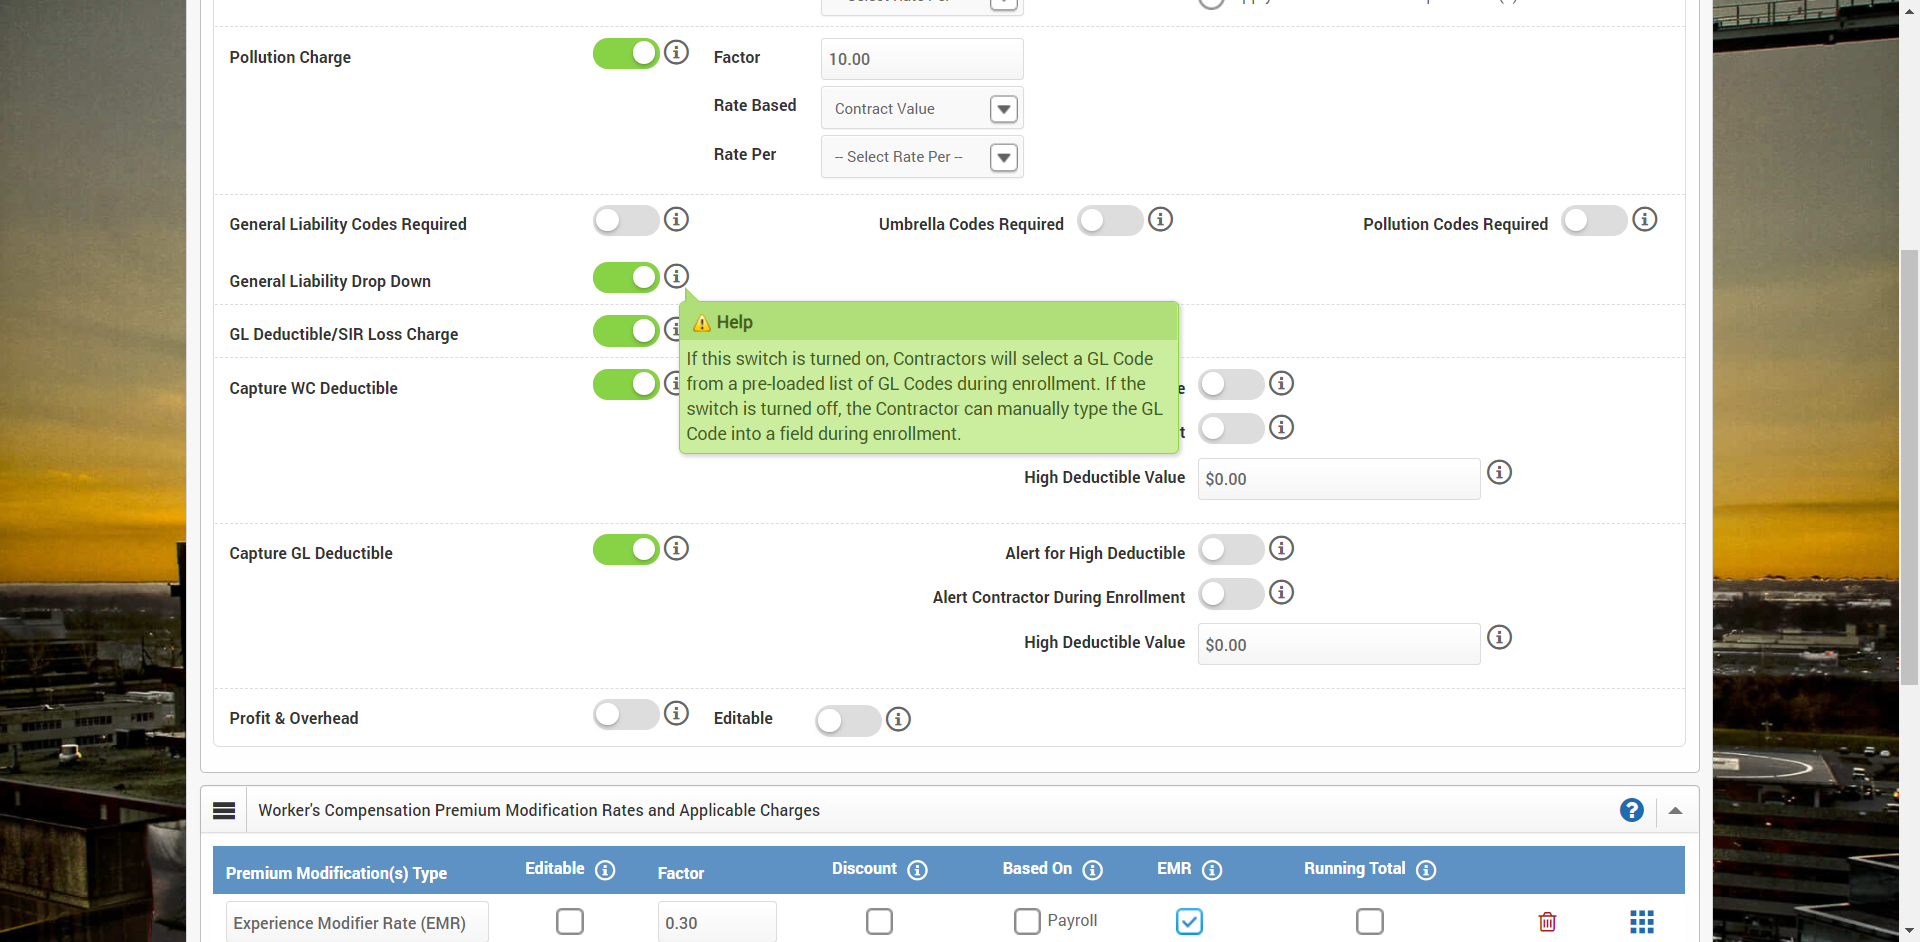 Pollution Charge
Factor
10.00
Rate Based
Contract Value
Rate Per
-- Select Rate Per --
General Liability Codes Required
Umbrella Codes Required
Pollution Codes Required
General Liability Drop Down
Help
If this switch is turned on, Contractors will select a GL Code
from a pre-loaded list of GL Codes during enrollment. If the
switch is turned off, the Contractor can manually type the GL
Code into a field during enrollment.
GL Deductible/SIR Loss Charge
Capture WC Deductible
High Deductible Value
$0.00
Capture GL Deductible
Alert for High Deductible
Alert Contractor During Enrollment
High Deductible Value
$0.00
Profit & Overhead
Editable
Worker's Compensation Premium Modification Rates and Applicable Charges
Premium Modification(s) Type
Editable
Factor
Discount
Based On
EMR
Running Total
Experience Modifier Rate (EMR)
0.30
Payroll